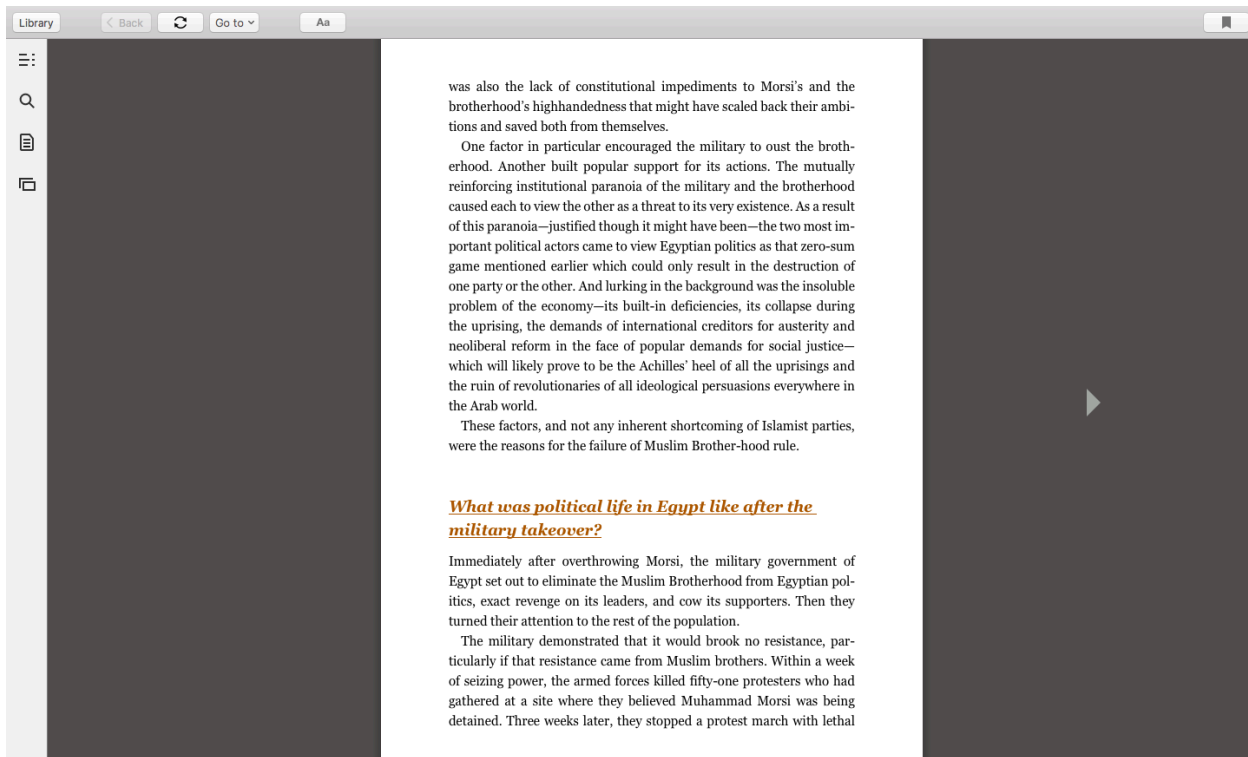 Library
Back
Go to
Aa
was also the lack of constitutional impediments to Morsi’s and the
brotherhood’s highhandedness that might have scaled back their ambi-
tions and saved both from themselves.
One factor in particular encouraged the military to oust the broth-
erhood. Another built popular support for its actions. The mutually
reinforcing institutional paranoia of the military and the brotherhood
caused each to view the other as a threat to its very existence. As a result
of this paranoia—justified though it might have been—the two most im-
portant political actors came to view Egyptian politics as that zero-sum
game mentioned earlier which could only result in the destruction of
one party or the other. And lurking in the background was the insoluble
problem of the economy—its built-in deficiencies, its collapse during
the uprising, the demands of international creditors for austerity and
neoliberal reform in the face of popular demands for social justice—
which will likely prove to be the Achilles’ heel of all the uprisings and
the ruin of revolutionaries of all ideological persuasions everywhere in
the Arab world.
These factors, and not any inherent shortcoming of Islamist parties,
were the reasons for the failure of Muslim Brother-hood rule.
What was political life in Egypt like after the
military takeover?
Immediately after overthrowing Morsi, the military government of
Egypt set out to eliminate the Muslim Brotherhood from Egyptian pol-
itics, exact revenge on its leaders, and cow its supporters. Then they
turned their attention to the rest of the population.
The military demonstrated that it would brook no resistance, par-
ticularly if that resistance came from Muslim brothers. Within a week
of seizing power, the armed forces killed fifty-one protesters who had
gathered at a site where they believed Muhammad Morsi was being
detained. Three weeks later, they stopped a protest march with lethal